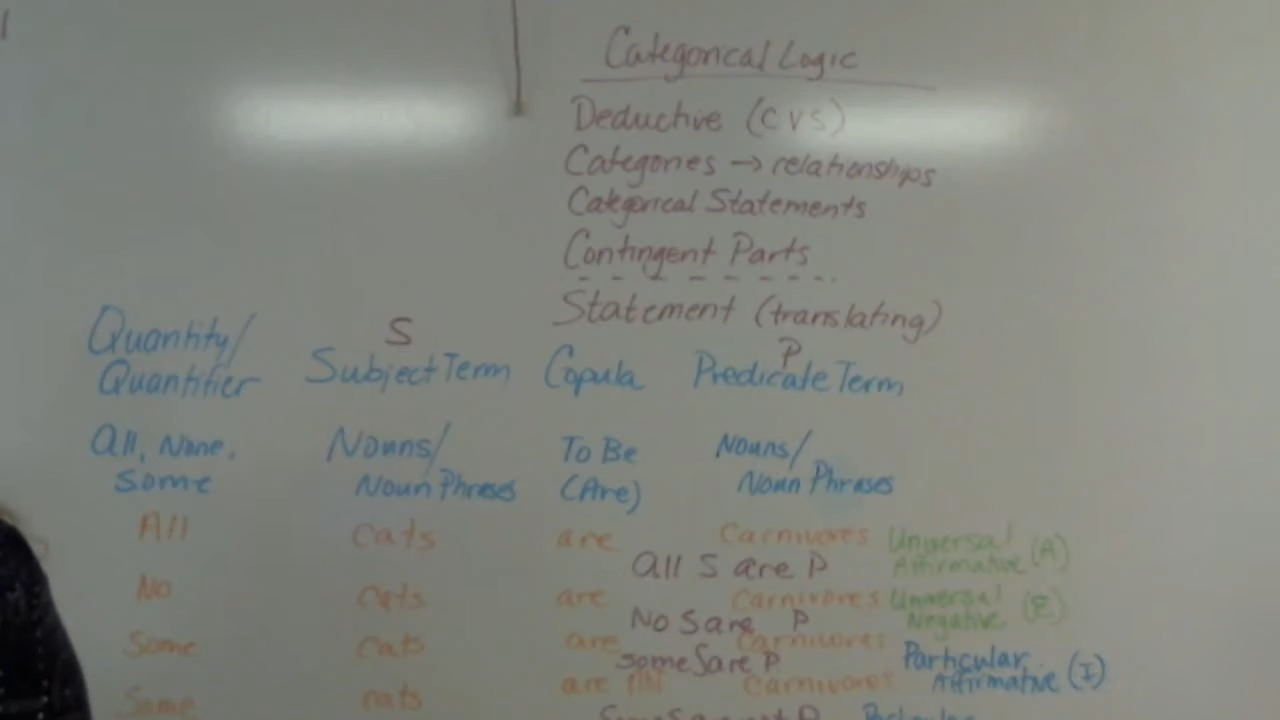 Categorical Logic
Deductive (CVS)
Categories → relationships
Categorical Statements
Contingent Parts
Statement (translating)
Quantity/
Quantifier
S
Subject Term
Copula
P
Predicate Term
All, None,
Some
Nouns/
Noun Phrases
To Be
(Are)
Nouns/
Noun Phrases
All cats are Carnivores Universal
Affirmative (A)
All S are P
No cats are Carnivores Universal
Negative (E)
No S are P
Some cats are Carnivores Particular
Affirmative (I)
Some S are P
Some cats are Carnivores